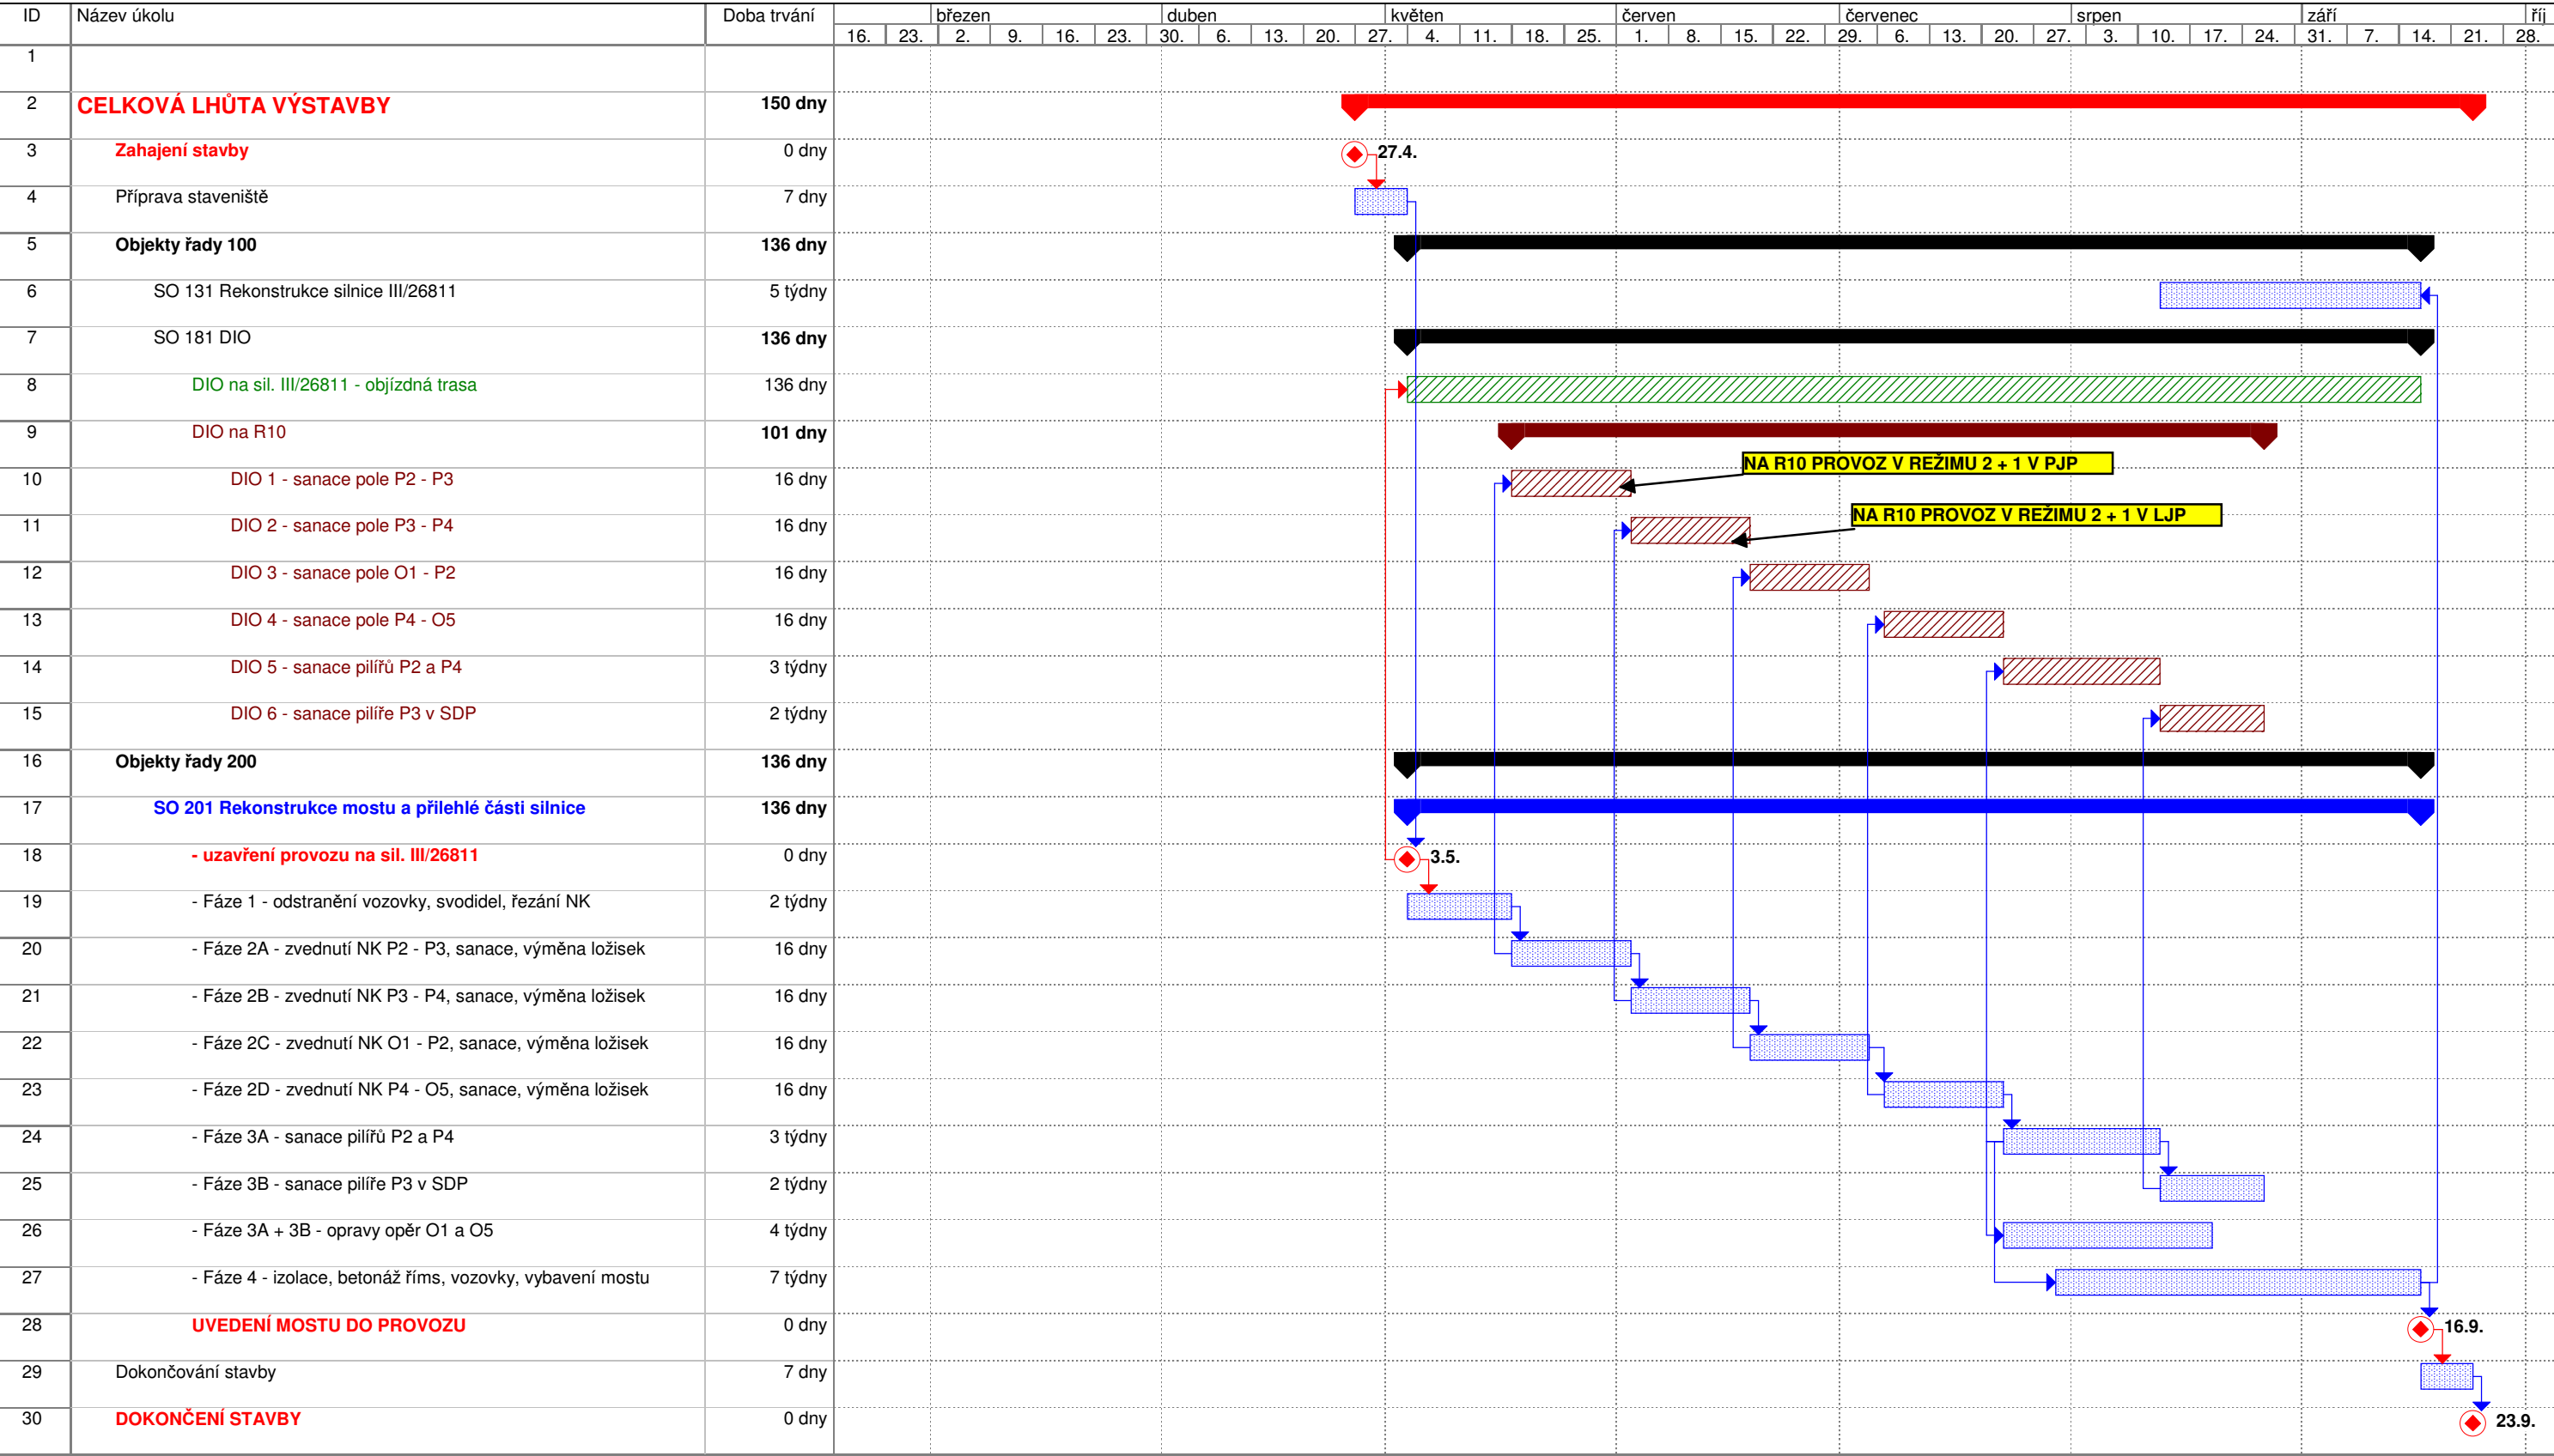 ID Název úkolu Doba trvání březen duben květen červen červenec srpen září říj
16. 23. 2. 9. 16. 23. 30. 6. 13. 20. 27. 4. 11. 18. 25. 1. 8. 15. 22. 29. 6. 13. 20. 27. 3. 10. 17. 24. 31. 7. 14. 21. 28.
1
2 CELKOVÁ LHŮTA VÝSTAVBY 150 dny
3 Zahajení stavby 0 dny 27.4.
4 Příprava staveniště 7 dny
5 Objekty řady 100 136 dny
6 SO 131 Rekonstrukce silnice III/26811 5 týdny
7 SO 181 DIO 136 dny
8 DIO na sil. III/26811 - objízdná trasa 136 dny
9 DIO na R10 101 dny
NA R10 PROVOZ V REŽIMU 2 + 1 V PJP
10 DIO 1 - sanace pole P2 - P3 16 dny
NA R10 PROVOZ V REŽIMU 2 + 1 V LJP
11 DIO 2 - sanace pole P3 - P4 16 dny
12 DIO 3 - sanace pole O1 - P2 16 dny
13 DIO 4 - sanace pole P4 - O5 16 dny
14 DIO 5 - sanace pilířů P2 a P4 3 týdny
15 DIO 6 - sanace pilíře P3 v SDP 2 týdny
16 Objekty řady 200 136 dny
17 SO 201 Rekonstrukce mostu a přilehlé části silnice 136 dny
18 - uzavření provozu na sil. III/26811 0 dny 3.5.
19 - Fáze 1 - odstranění vozovky, svodidel, řezání NK 2 týdny
20 - Fáze 2A - zvednutí NK P2 - P3, sanace, výměna ložisek 16 dny
21 - Fáze 2B - zvednutí NK P3 - P4, sanace, výměna ložisek 16 dny
22 - Fáze 2C - zvednutí NK O1 - P2, sanace, výměna ložisek 16 dny
23 - Fáze 2D - zvednutí NK P4 - O5, sanace, výměna ložisek 16 dny
24 - Fáze 3A - sanace pilířů P2 a P4 3 týdny
25 - Fáze 3B - sanace pilíře P3 v SDP 2 týdny
26 - Fáze 3A + 3B - opravy opěr O1 a O5 4 týdny
27 - Fáze 4 - izolace, betonáž říms, vozovky, vybavení mostu 7 týdny
28 UVEDENÍ MOSTU DO PROVOZU 0 dny 16.9.
29 Dokončování stavby 7 dny
30 DOKONČENÍ STAVBY 0 dny 23.9.